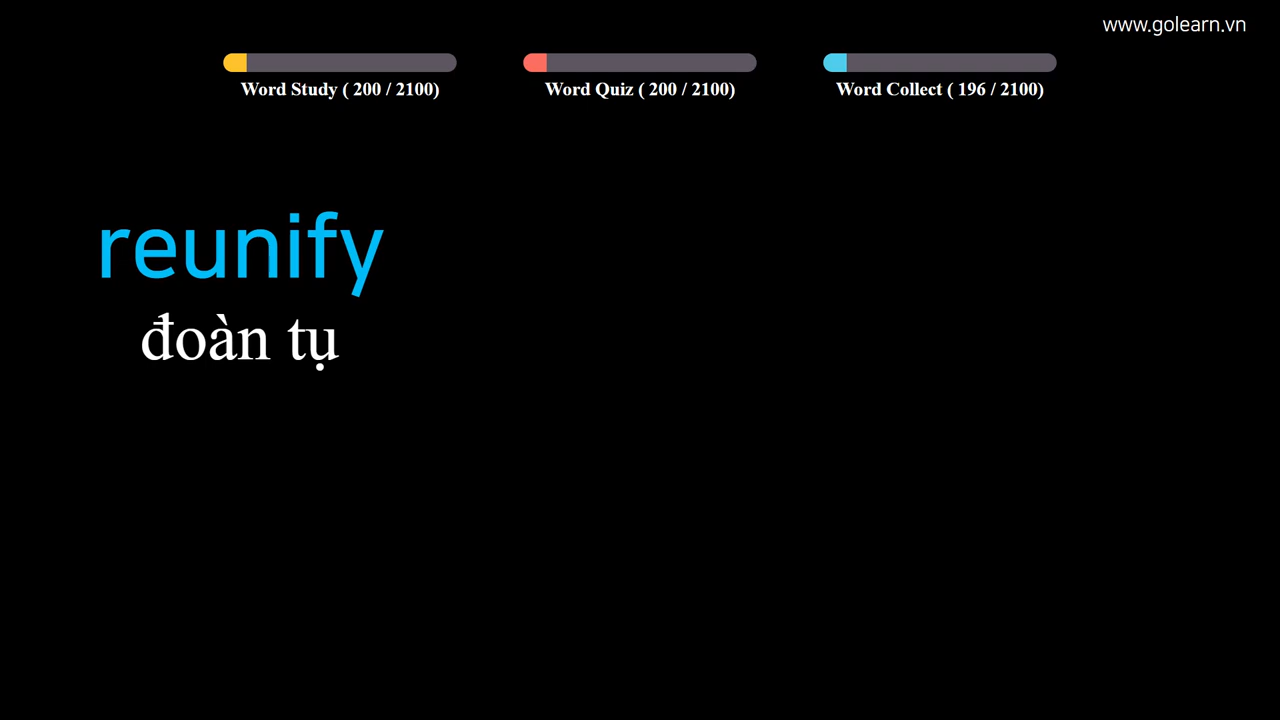 www.golearn.vn
Word Study ( 200 / 2100)
Word Quiz ( 200 / 2100)
Word Collect ( 196 / 2100)
reunify
đoàn tụ